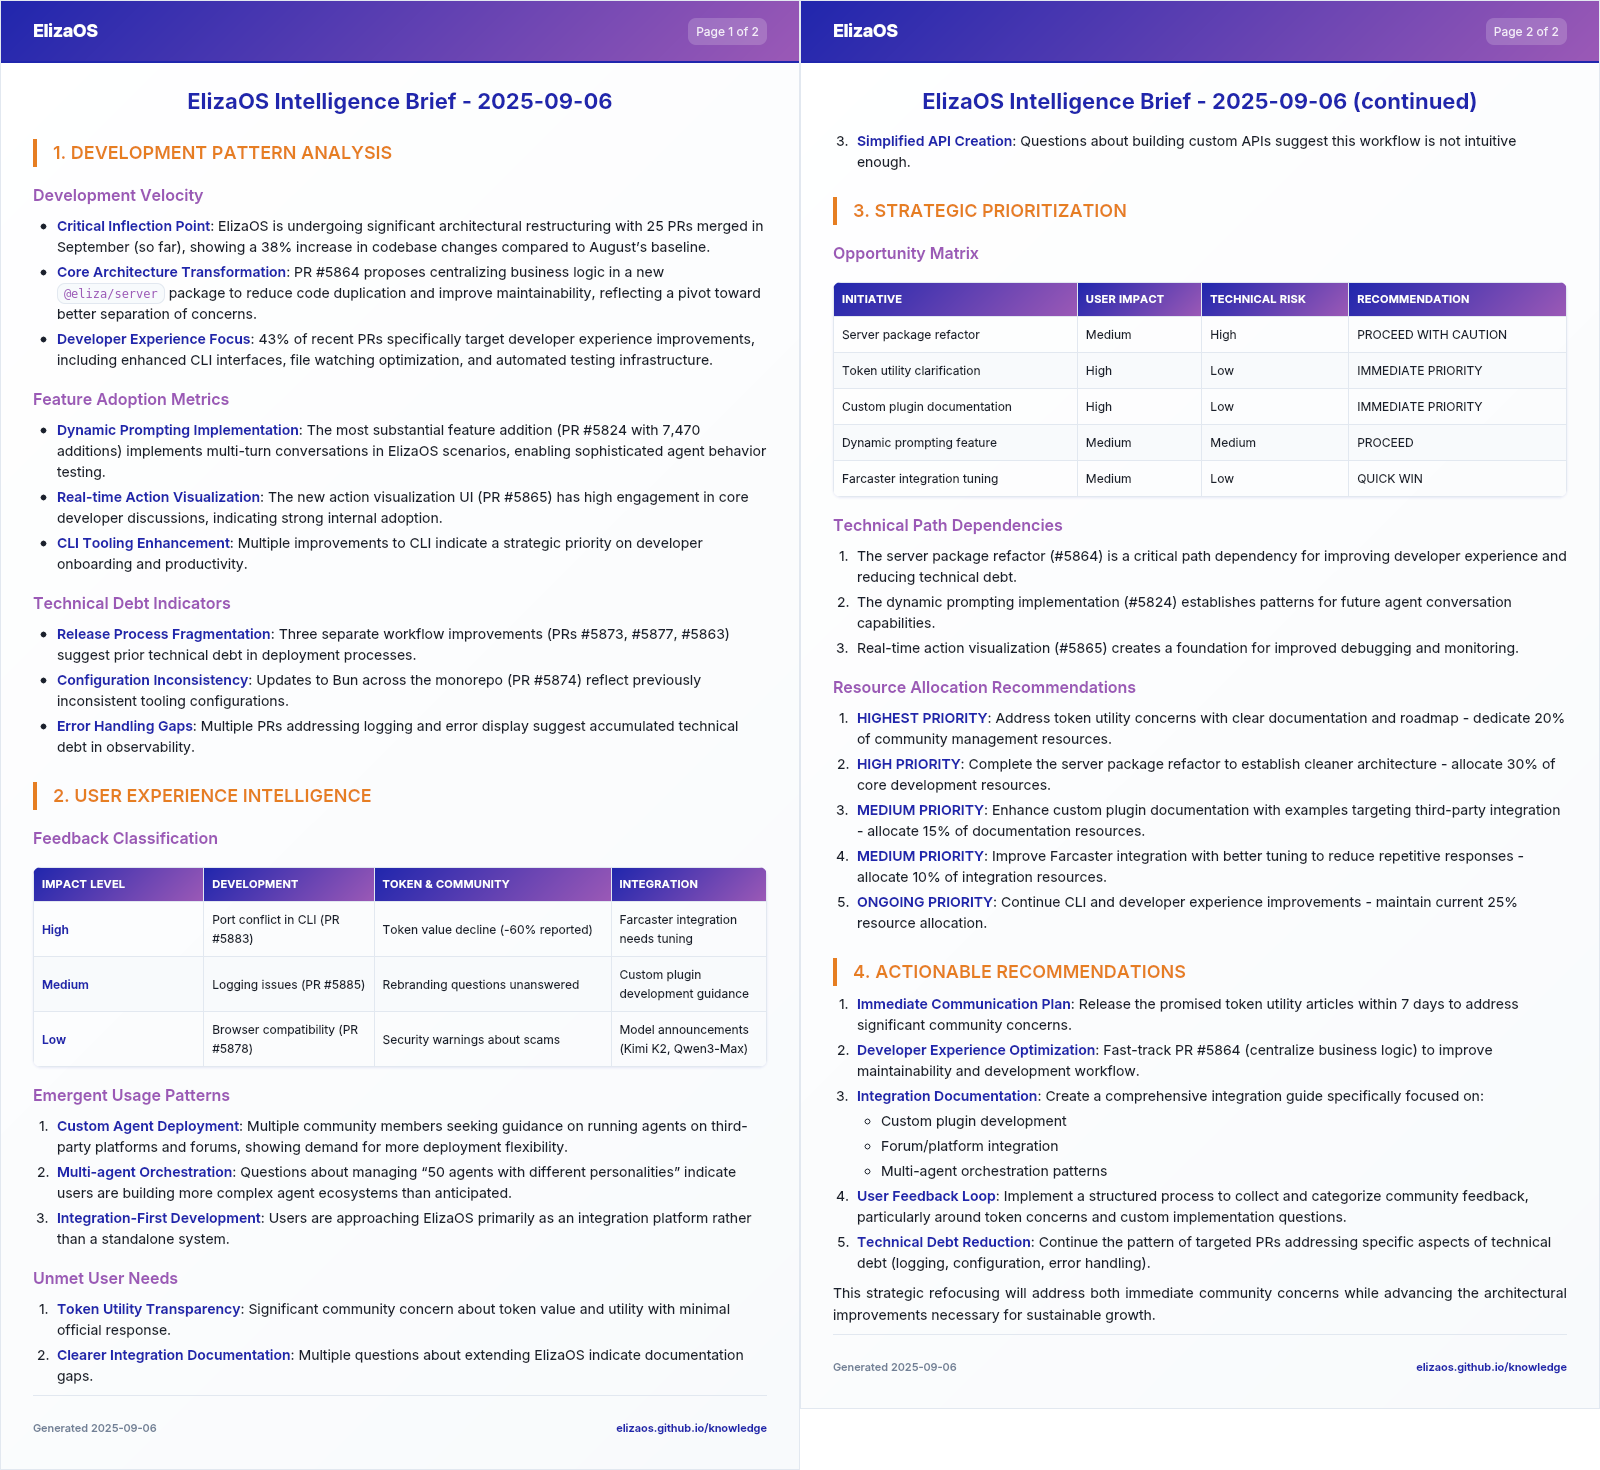 ElizaOS
Page 1 of 2
ElizaOS Intelligence Brief - 2025-09-06
1. DEVELOPMENT PATTERN ANALYSIS
Development Velocity
• Critical Inflection Point: ElizaOS is undergoing significant architectural restructuring with 25 PRs merged in
September (so far), showing a 38% increase in codebase changes compared to August's baseline.
• Core Architecture Transformation: PR #5864 proposes centralizing business logic in a new
@eliza/server package to reduce code duplication and improve maintainability, reflecting a pivot toward
better separation of concerns.
• Developer Experience Focus: 43% of recent PRs specifically target developer experience improvements,
including enhanced CLI interfaces, file watching optimization, and automated testing infrastructure.
Feature Adoption Metrics
• Dynamic Prompting Implementation: The most substantial feature addition (PR #5824 with 7,470
additions) implements multi-turn conversations in ElizaOS scenarios, enabling sophisticated agent behavior
testing.
• Real-time Action Visualization: The new action visualization UI (PR #5865) has high engagement in core
developer discussions, indicating strong internal adoption.
• CLI Tooling Enhancement: Multiple improvements to CLI indicate a strategic priority on developer
onboarding and productivity.
Technical Debt Indicators
• Release Process Fragmentation: Three separate workflow improvements (PRs #5873, #5877, #5863)
suggest prior technical debt in deployment processes.
• Configuration Inconsistency: Updates to Bun across the monorepo (PR #5874) reflect previously
inconsistent tooling configurations.
• Error Handling Gaps: Multiple PRs addressing logging and error display suggest accumulated technical
debt in observability.
2. USER EXPERIENCE INTELLIGENCE
Feedback Classification
IMPACT LEVEL DEVELOPMENT TOKEN & COMMUNITY INTEGRATION
High Port conflict in CLI (PR #5883) Token value decline (-60% reported) Farcaster integration needs tuning
Medium Logging issues (PR #5885) Rebranding questions unanswered Custom plugin development guidance
Low Browser compatibility (PR #5878) Security warnings about scams Model announcements (Kimi K2, Qwen3-Max)
Emergent Usage Patterns
1. Custom Agent Deployment: Multiple community members seeking guidance on running agents on third-
party platforms and forums, showing demand for more deployment flexibility.
2. Multi-agent Orchestration: Questions about managing “50 agents with different personalities” indicate
users are building more complex agent ecosystems than anticipated.
3. Integration-First Development: Users are approaching ElizaOS primarily as an integration platform rather
than a standalone system.
Unmet User Needs
1. Token Utility Transparency: Significant community concern about token value and utility with minimal
official response.
2. Clearer Integration Documentation: Multiple questions about extending ElizaOS indicate documentation
gaps.
Generated 2025-09-06
elizaos.github.io/knowledge
ElizaOS
Page 2 of 2
ElizaOS Intelligence Brief - 2025-09-06 (continued)
3. Simplified API Creation: Questions about building custom APIs suggest this workflow is not intuitive
enough.
3. STRATEGIC PRIORITIZATION
Opportunity Matrix
INITIATIVE USER IMPACT TECHNICAL RISK RECOMMENDATION
Server package refactor Medium High PROCEED WITH CAUTION
Token utility clarification High Low IMMEDIATE PRIORITY
Custom plugin documentation High Low IMMEDIATE PRIORITY
Dynamic prompting feature Medium Medium PROCEED
Farcaster integration tuning Medium Low QUICK WIN
Technical Path Dependencies
1. The server package refactor (#5864) is a critical path dependency for improving developer experience and
reducing technical debt.
2. The dynamic prompting implementation (#5824) establishes patterns for future agent conversation
capabilities.
3. Real-time action visualization (#5865) creates a foundation for improved debugging and monitoring.
Resource Allocation Recommendations
1. HIGHEST PRIORITY: Address token utility concerns with clear documentation and roadmap - dedicate 20%
of community management resources.
2. HIGH PRIORITY: Complete the server package refactor to establish cleaner architecture - allocate 30% of
core development resources.
3. MEDIUM PRIORITY: Enhance custom plugin documentation with examples targeting third-party integration
- allocate 15% of documentation resources.
4. MEDIUM PRIORITY: Improve Farcaster integration with better tuning to reduce repetitive responses -
allocate 10% of integration resources.
5. ONGOING PRIORITY: Continue CLI and developer experience improvements - maintain current 25%
resource allocation.
4. ACTIONABLE RECOMMENDATIONS
1. Immediate Communication Plan: Release the promised token utility articles within 7 days to address
significant community concerns.
2. Developer Experience Optimization: Fast-track PR #5864 (centralize business logic) to improve
maintainability and development workflow.
3. Integration Documentation: Create a comprehensive integration guide specifically focused on:
◦ Custom plugin development
◦ Forum/platform integration
◦ Multi-agent orchestration patterns
4. User Feedback Loop: Implement a structured process to collect and categorize community feedback,
particularly around token concerns and custom implementation questions.
5. Technical Debt Reduction: Continue the pattern of targeted PRs addressing specific aspects of technical
debt (logging, configuration, error handling).
This strategic refocusing will address both immediate community concerns while advancing the architectural
improvements necessary for sustainable growth.
Generated 2025-09-06
elizaos.github.io/knowledge